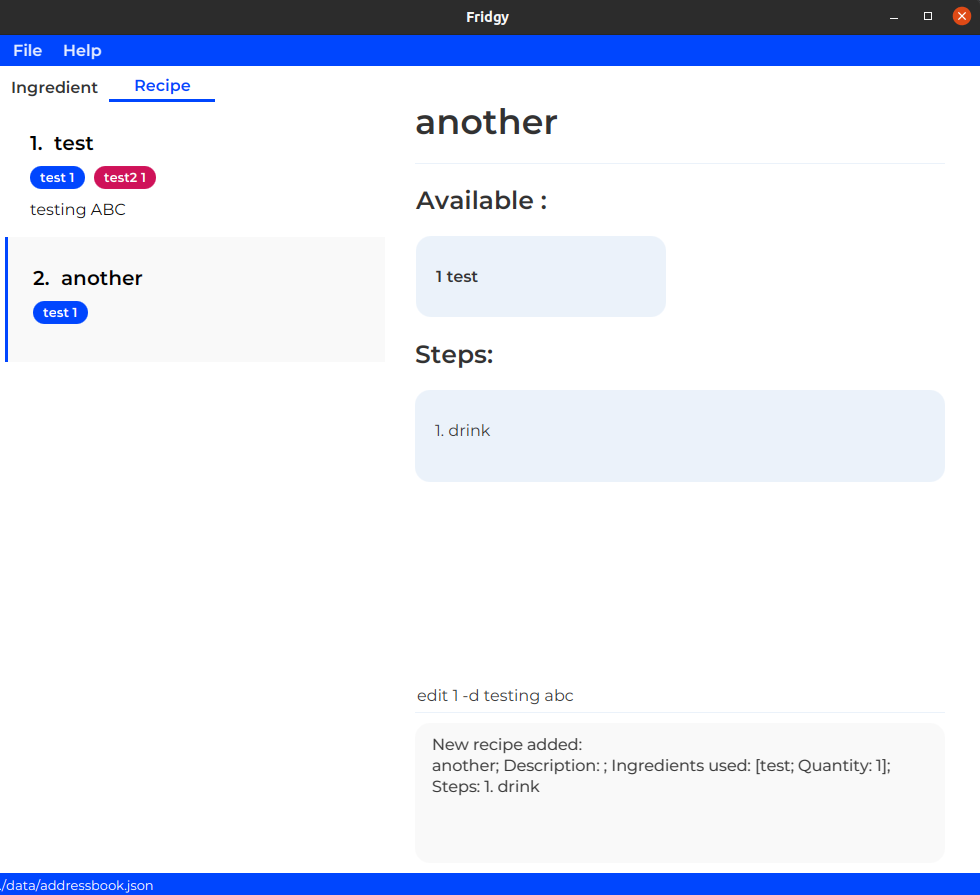 Fridgy
File Help
Ingredient Recipe
1. test
test 1 test2 1
testing ABC
2. another
test 1
another
Available :
1 test
Steps:
1. drink
edit 1 -d testing abc
New recipe added:
another; Description: ; Ingredients used: [test; Quantity: 1];
Steps: 1. drink
./data/addressbook.json